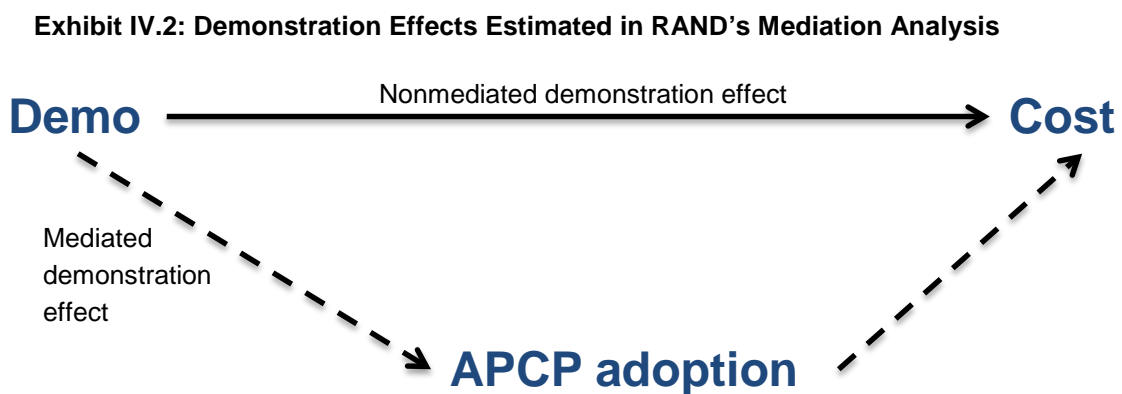 Exhibit IV.2: Demonstration Effects Estimated in RAND's Mediation Analysis
Nonmediated demonstration effect
Demo
Cost
Mediated
demonstration
effect
APCP adoption